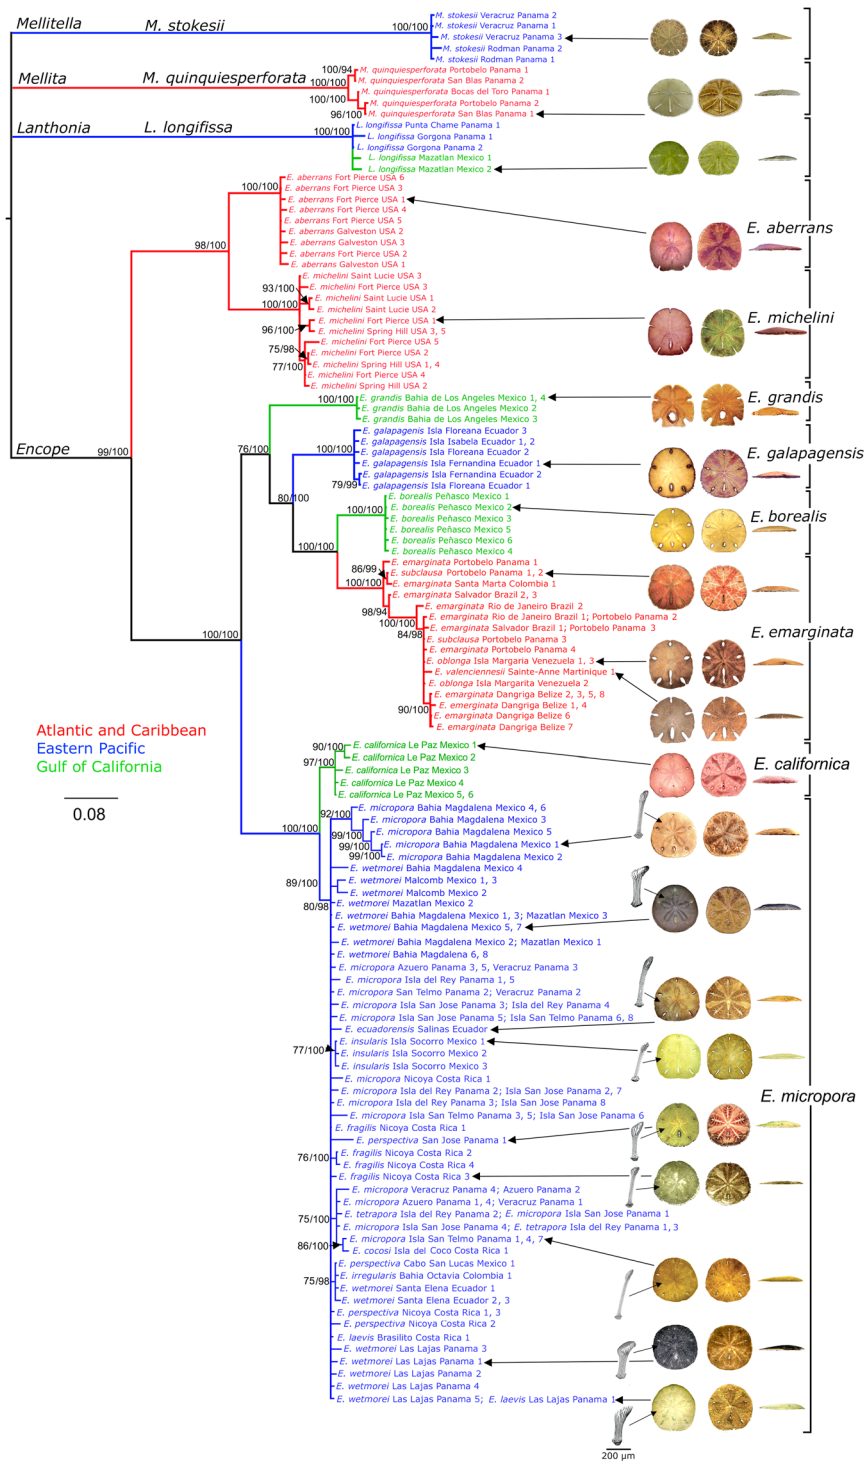 Mellitella M. stokesii
100/100
M. stokesii Veracruz Panama 2
M. stokesii Veracruz Panama 1
M. stokesii Veracruz Panama 3
M. stokesii Rodman Panama 2
M. stokesii Rodman Panama 1
Mellita M. quinquiesperforata
100/94
100/100
100/100
96/100
M. quinquiesperforata Portobelo Panama 1
M. quinquiesperforata San Blas Panama 2
M. quinquiesperforata Bocas del Toro Panama 1
M. quinquiesperforata Portobelo Panama 2
M. quinquiesperforata San Blas Panama 1
Lanthonia L. longifissa
100/100
L. longifissa Punta Chame Panama 1
L. longifissa Gorgona Panama 1
L. longifissa Gorgona Panama 2
L. longifissa Mazatlan Mexico 1
L. longifissa Mazatlan Mexico 2
100/100
98/100
E. aberrans Fort Pierce USA 6
E. aberrans Fort Pierce USA 3
E. aberrans Fort Pierce USA 1
E. aberrans Fort Pierce USA 4
E. aberrans Fort Pierce USA 5
E. aberrans Galveston USA 2
E. aberrans Galveston USA 3
E. aberrans Fort Pierce USA 2
E. aberrans Galveston USA 1
E. aberrans
93/100
100/100
96/100
75/98
77/100
E. michelini Saint Lucie USA 3
E. michelini Fort Pierce USA 3
E. michelini Saint Lucie USA 1
E. michelini Saint Lucie USA 2
E. michelini Fort Pierce USA 1
E. michelini Spring Hill USA 3, 5
E. michelini Fort Pierce USA 5
E. michelini Fort Pierce USA 2
E. michelini Spring Hill USA 1, 4
E. michelini Fort Pierce USA 4
E. michelini Spring Hill USA 2
E. michelini
Encope
99/100
76/100
100/100
E. grandis Bahia de Los Angeles Mexico 1, 4
E. grandis Bahia de Los Angeles Mexico 2
E. grandis Bahia de Los Angeles Mexico 3
E. grandis
100/100
79/99
80/100
E. galapagenis Isla Floreana Ecuador 3
E. galapagensis Isla Isabela Ecuador 1, 2
E. galapagensis Isla Floreana Ecuador 2
E. galapagensis Isla Fernandina Ecuador 1
E. galapagensis Isla Fernandina Ecuador 2
E. galapagensis Isla Floreana Ecuador 1
E. galapagensis
100/100
100/100
E. borealis Peñasco Mexico 1
E. borealis Peñasco Mexico 2
E. borealis Peñasco Mexico 3
E. borealis Peñasco Mexico 5
E. borealis Peñasco Mexico 6
E. borealis Peñasco Mexico 4
E. borealis
86/99
100/100
98/94
100/100
84/98
90/100
E. emarginata Portobelo Panama 1
E. subclausa Portobelo Panama 1, 2
E. emarginata Santa Marta Colombia 1
E. emarginata Salvador Brazil 2, 3
E. emarginata Rio de Janeiro Brazil 2
E. emarginata Rio de Janeiro Brazil 1; Portobelo Panama 2
E. emarginata Salvador Brazil 1; Portobelo Panama 3
E. subclausa Portobelo Panama 3
E. emarginata Portobelo Panama 4
E. oblonga Isla Margaria Venezuela 1, 3
E. valenciennesii Sainte-Anne Martinique 1
E. oblonga Isla Margarita Venezuela 2
E. emarginata Dangriga Belize 2, 3, 5, 8
E. emerginata Dangriga Belize 1, 4
E. emarginata Dangriga Belize 6
E. emarginata Dangriga Belize 7
E. emarginata
100/100
Atlantic and Caribbean
Eastern Pacific
Gulf of California
0.08
90/100
97/100
100/100
E. californica Le Paz Mexico 1
E. californica Le Paz Mexico 2
E. californica Le Paz Mexico 3
E. californica Le Paz Mexico 4
E. californica Le Paz Mexico 5, 6
E. californica
92/100
99/100
99/100
99/100
89/100
80/98
E. micropora Bahia Magdalena Mexico 4, 6
E. micropora Bahia Magdalena Mexico 3
E. micropora Bahia Magdalena Mexico 5
E. micropora Bahia Magdalena Mexico 1
E. micropora Bahia Magdalena Mexico 2
E. wetmorei Bahia Magdalena Mexico 4
E. wetmorei Malcomb Mexico 1, 3
E. wetmorei Malcomb Mexico 2
E. wetmorei Mazatlan Mexico 2
E. wetmorei Bahia Magdalena Mexico 1, 3; Mazatlan Mexico 3
E. wetmorei Bahia Magdalena Mexico 5, 7
E. wetmorei Bahia Magdalena Mexico 2; Mazatlan Mexico 1
E. wetmorei Bahia Magdalena 6, 8
E. micropora Azuero Panama 3, 5, Veracruz Panama 3
E. micropora Isla del Rey Panama 1, 5
E. micropora San Telmo Panama 2; Veracruz Panama 2
E. micropora Isla San Jose Panama 3; Isla del Rey Panama 4
E. micropora Isla San Jose Panama 5; Isla San Telmo Panama 6, 8
E. ecuadorensis Salinas Ecuador
77/100
E. insularis Isla Socorro Mexico 1
E. insularis Isla Socorro Mexico 2
E. insularis Isla Socorro Mexico 3
E. micropora Nicoya Costa Rica 1
E. micropora Isla del Rey Panama 2; Isla San Jose Panama 2, 7
E. micropora Isla del Rey Panama 3; Isla San Jose Panama 8
E. micropora Isla San Telmo Panama 3, 5; Isla San Jose Panama 6
E. micropora
E. fragilis Nicoya Costa Rica 1
E. perspectiva San Jose Panama 1
76/100
E. fragilis Nicoya Costa Rica 2
E. fragilis Nicoya Costa Rica 4
E. fragilis Nicoya Costa Rica 3
75/100
86/100
E. micropora Veracruz Panama 4; Azuero Panama 2
E. micropora Azuero Panama 1, 4; Veracruz Panama 1
E. tetrapora Isla del Rey Panama 2; E. micropora Isla San Jose Panama 1
E. micropora Isla San Jose Panama 4; E. tetrapora Isla del Rey Panama 1, 3
E. micropora Isla San Telmo Panama 1, 4, 7
E. cocosi Isla del Coco Costa Rica 1
75/98
E. perspectiva Cabo San Lucas Mexico 1
E. irregularis Bahia Octavia Colombia 1
E. wetmorei Santa Elena Ecuador 1
E. wetmorei Santa Elena Ecuador 2, 3
E. perspectiva Nicoya Costa Rica 1, 3
E. perspectiva Nicoya Costa Rica 2
E. laevis Brasilito Costa Rica 1
E. wetmorei Las Lajas Panama 3
E. wetmorei Las Lajas Panama 1
E. wetmorei Las Lajas Panama 2
E. wetmorei Las Lajas Panama 4
E. wetmorei Las Lajas Panama 5; E. laevis Las Lajas Panama 1
200 µm